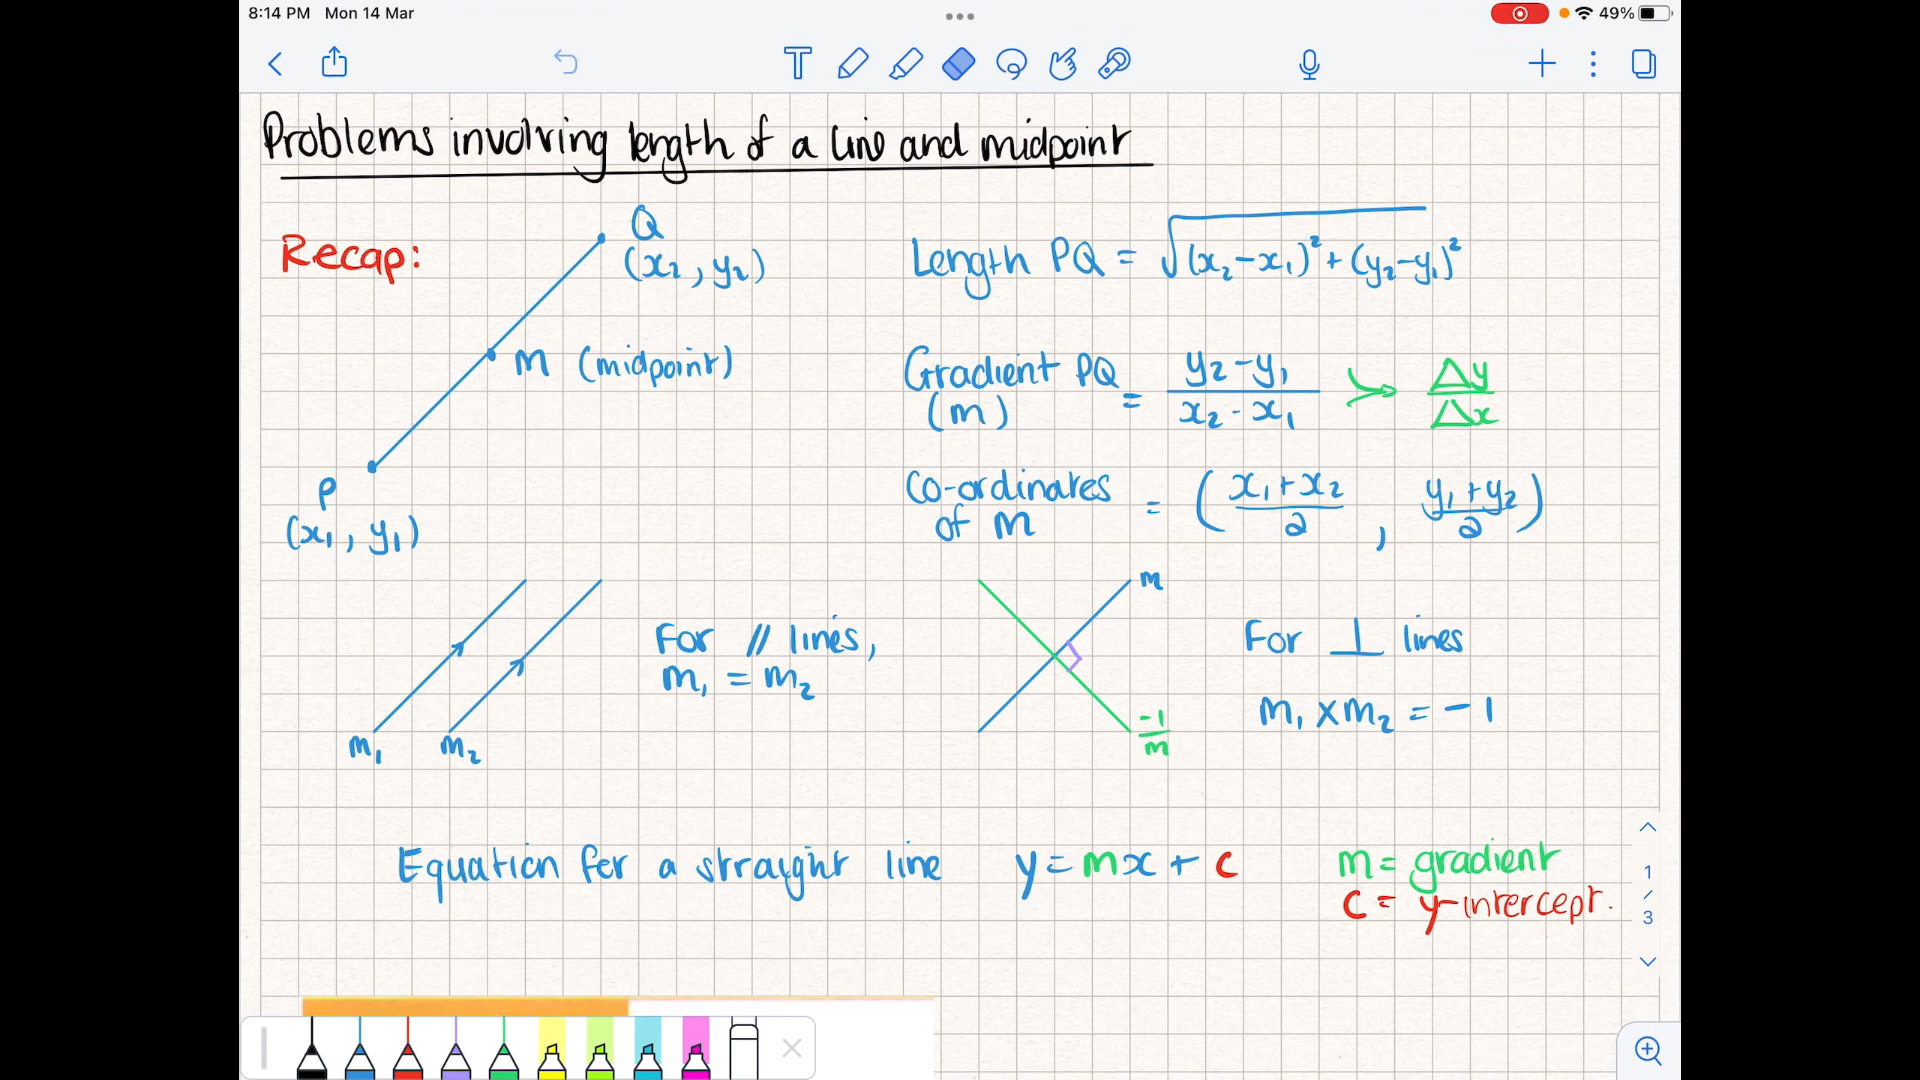 8:14 PM Mon 14 Mar
49%
Problems involving length of a line and midpoint
Recap:
Q
(x₂, y₂)
M (midpoint)
P
(x₁, y₁)
Length PQ = √(x₂-x₁)² + (y₂-y₁)²
Gradient PQ (m) = y₂-y₁ / x₂-x₁ → Δy / Δx
Co-ordinates of M = (x₁+x₂ / 2 , y₁+y₂ / 2)
m₁ m₂
For // lines,
m₁ = m₂
m
-1/m
For ⊥ lines
m₁ x m₂ = -1
Equation for a straight line y = mx + c
m = gradient
c = y-intercept.
1
/
3